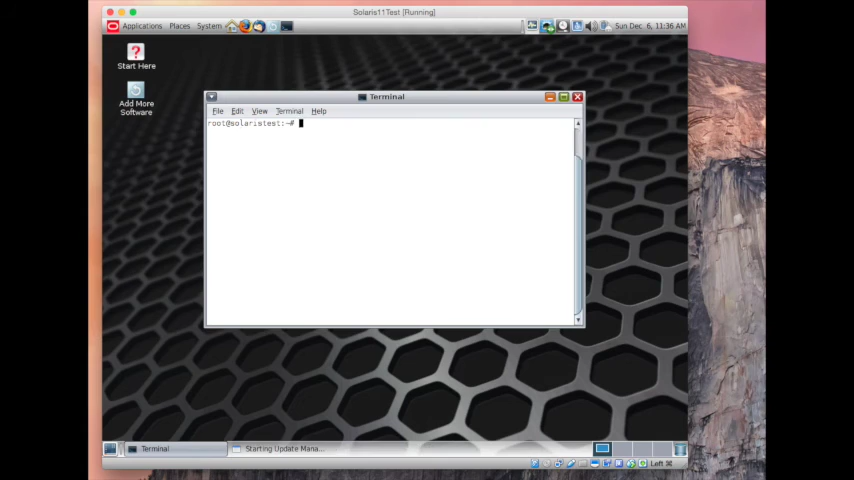 Solaris11Test [Running]
Applications Places System
Sun Dec 6, 11:36 AM
Start Here
Add More
Software
Terminal
File Edit View Terminal Help
root@solaristest:~#
Terminal
Starting Update Mana...
Left ⌘